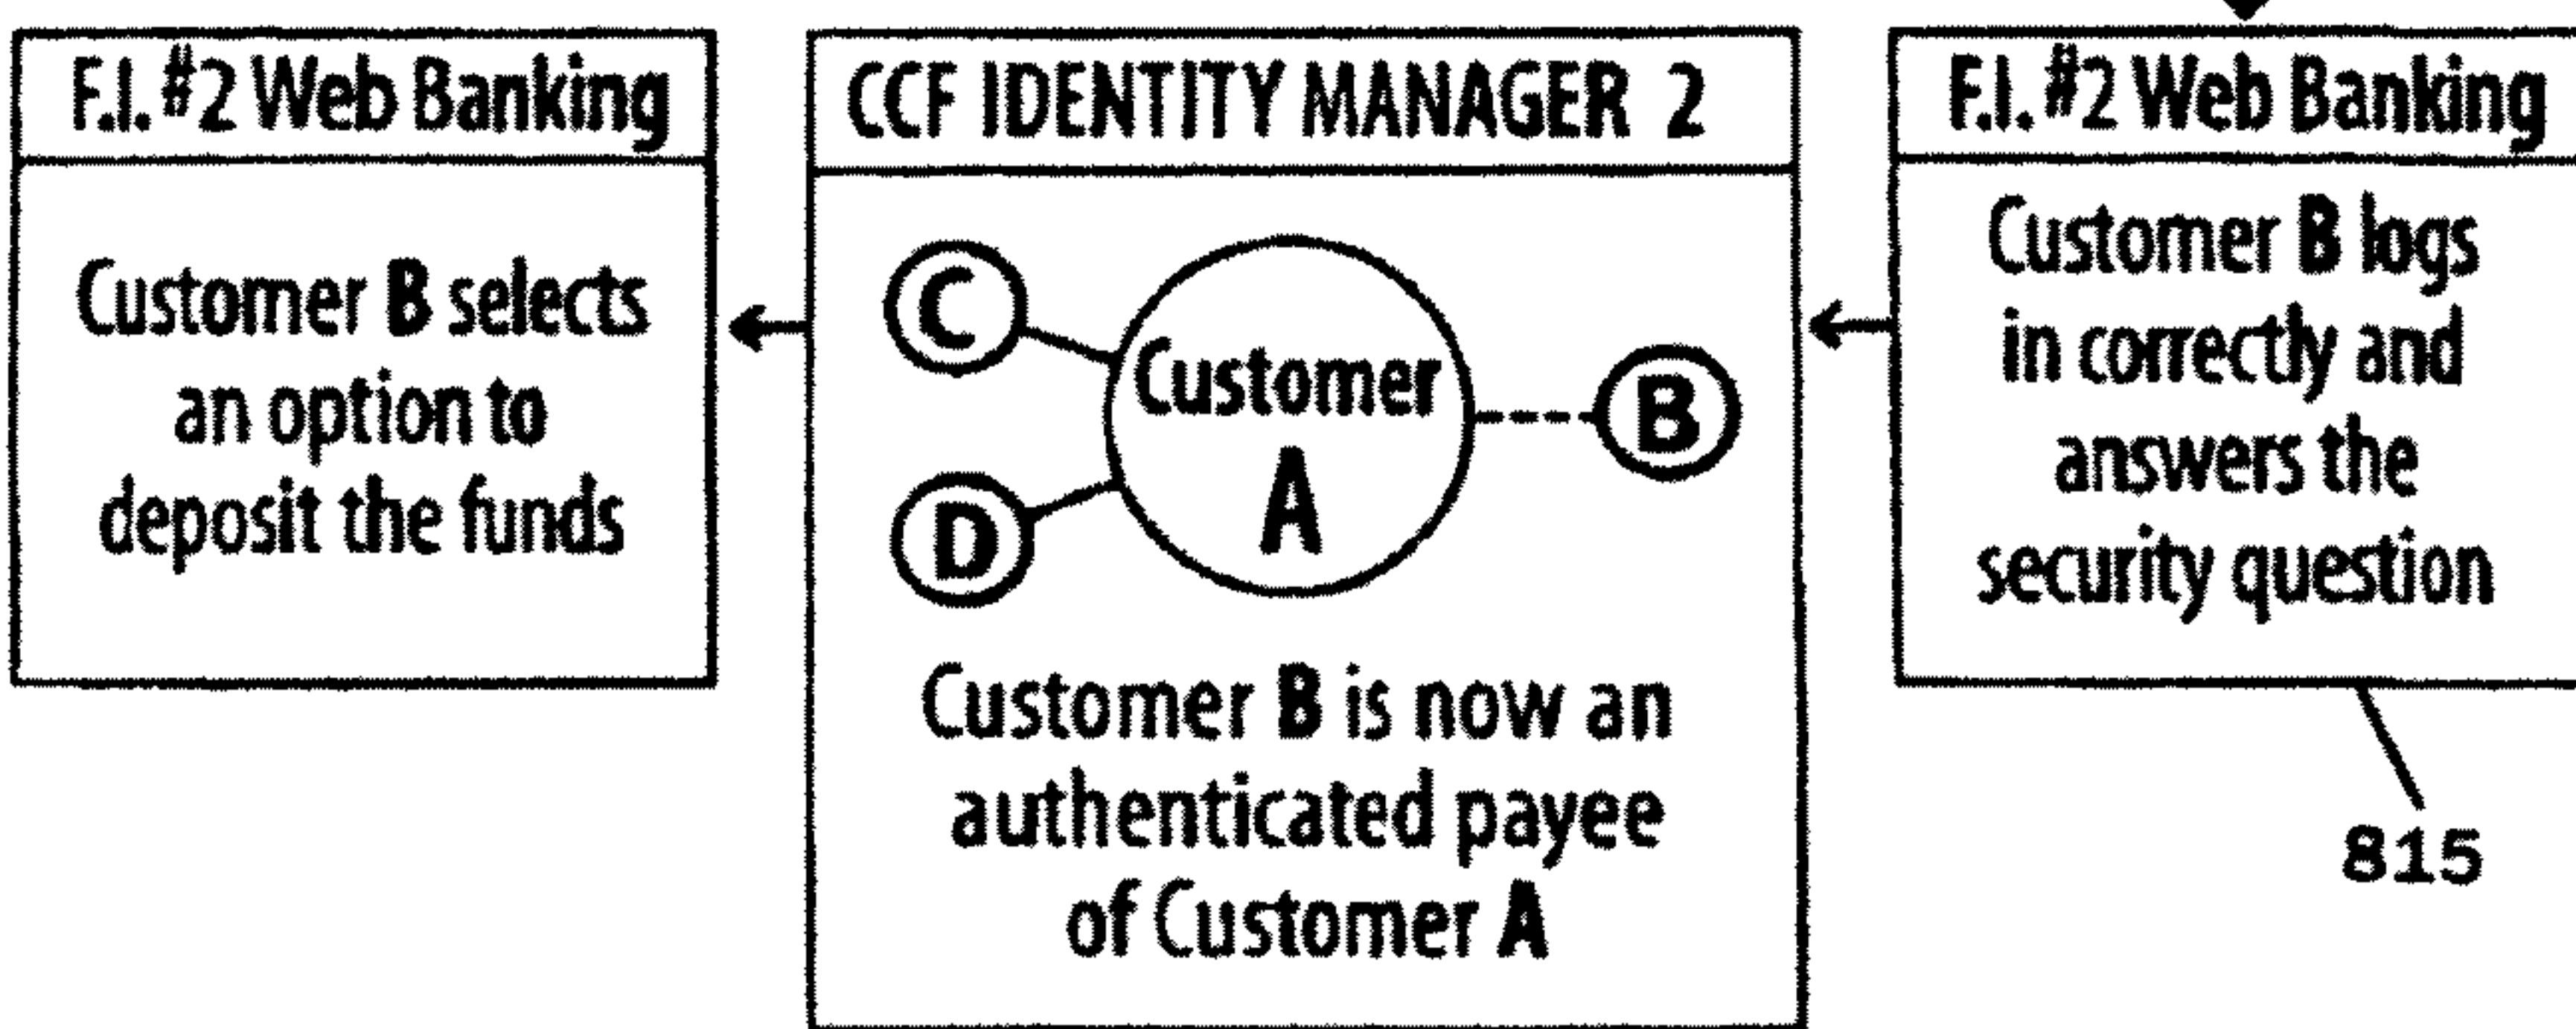 F.I. #2 Web Banking
Customer B selects
an option to
deposit the funds
CCF IDENTITY MANAGER 2
C
Customer
A
B
D
Customer B is now an
authenticated payee
of Customer A
F.I. #2 Web Banking
Customer B logs
in correctly and
answers the
security question
815